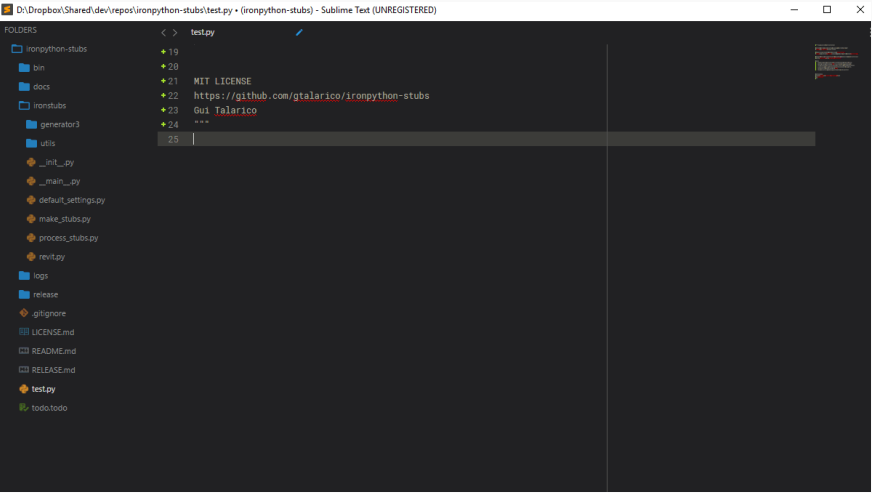 D:\Dropbox\Shared\dev\repos\ironpython-stubs\test.py • (ironpython-stubs) - Sublime Text (UNREGISTERED)
FOLDERS
ironpython-stubs
bin
docs
ironstubs
generator3
utils
__init__.py
__main__.py
default_settings.py
make_stubs.py
process_stubs.py
revit.py
logs
release
.gitignore
LICENSE.md
README.md
RELEASE.md
test.py
todo.todo
test.py
19
20
21 MIT LICENSE
22 https://github.com/gtalarico/ironpython-stubs
23 Gui Talarico
24 """
25